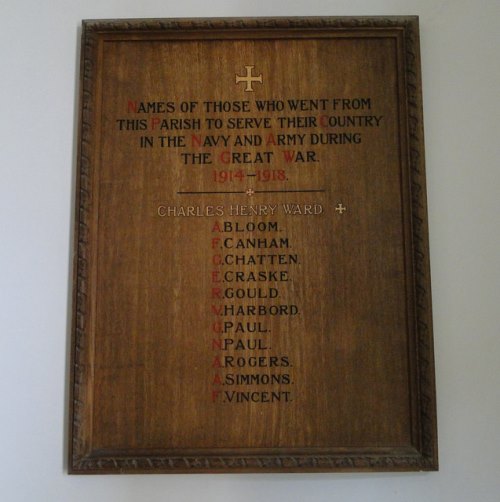 NAMES OF THOSE WHO WENT FROM
THIS PARISH TO SERVE THEIR COUNTRY
IN THE NAVY AND ARMY DURING
THE GREAT WAR.
1914-1918.
CHARLES HENRY WARD
A.BLOOM.
F.CANHAM.
G.CHATTEN.
E.CRASKE.
R.GOULD.
V.HARBORD.
G.PAUL.
N.PAUL.
A.ROGERS.
A.SIMMONS.
F.VINCENT.